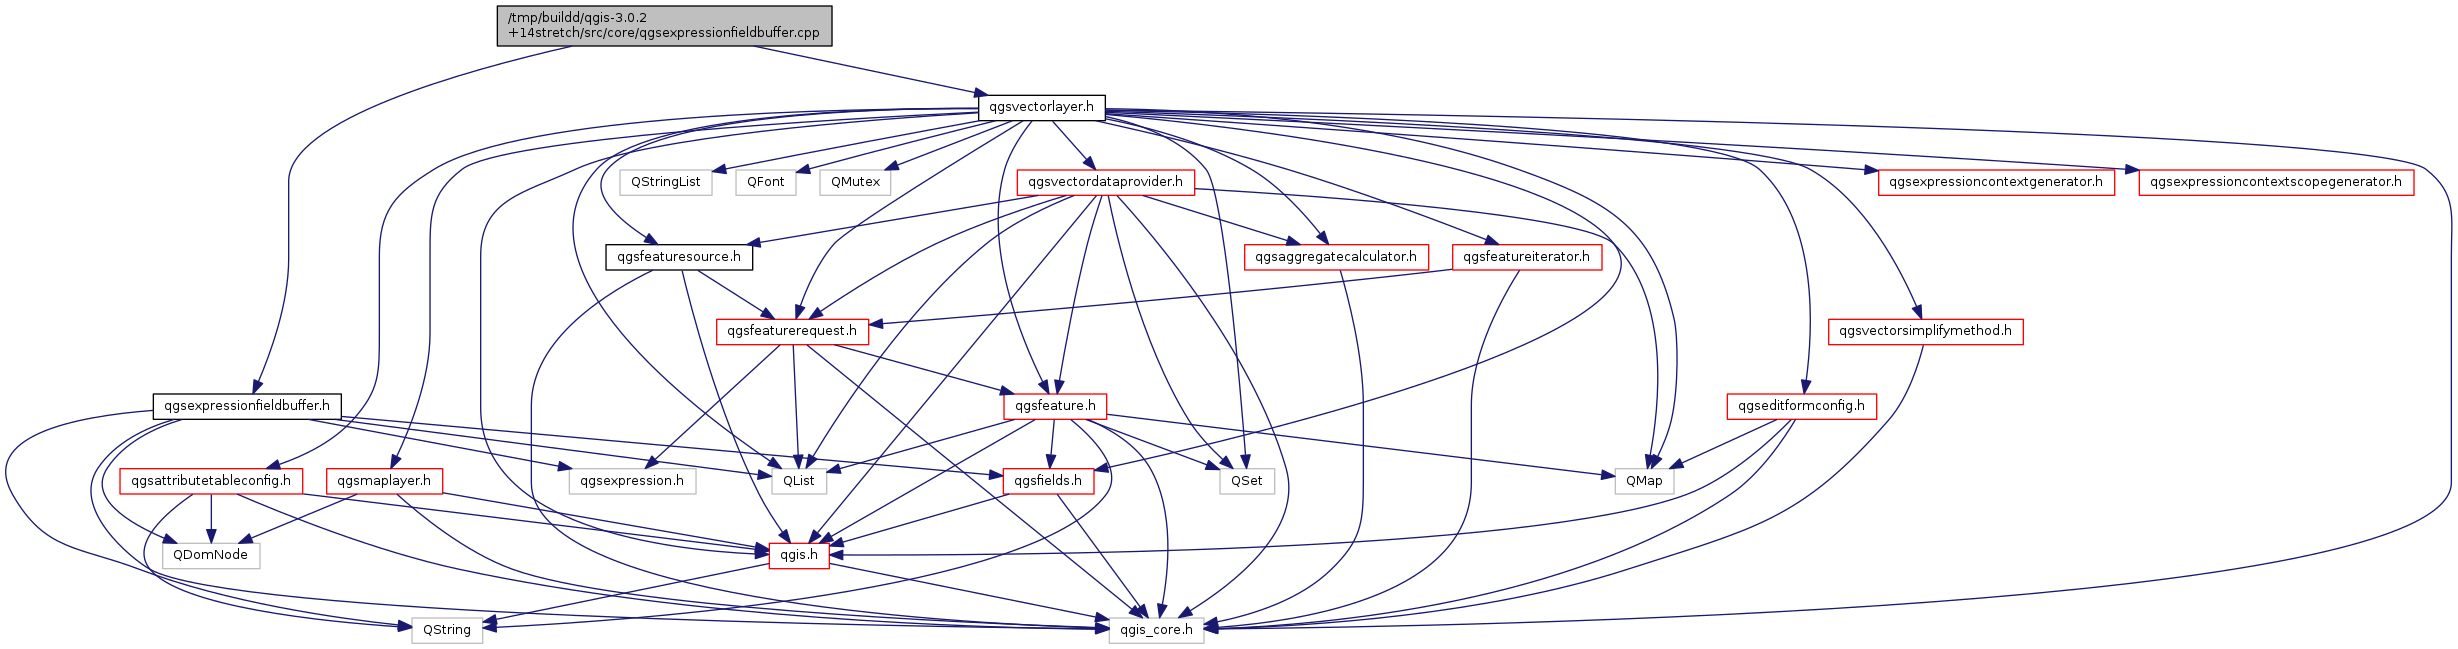 /tmp/buildd/qgis-3.0.2
+14stretch/src/core/qgsexpressionfieldbuffer.cpp
qgsvectorlayer.h
QStringList
QFont
QMutex
qgsvectordataprovider.h
qgsexpressioncontextgenerator.h
qgsexpressioncontextscopegenerator.h
qgsfeaturesource.h
qgsaggregatecalculator.h
qgsfeatureiterator.h
qgsfeaturerequest.h
qgsvectorsimplifymethod.h
qgsexpressionfieldbuffer.h
qgsfeature.h
qgseditformconfig.h
qgsattributetableconfig.h
qgsmaplayer.h
qgsexpression.h
QList
qgsfields.h
QSet
QMap
QDomNode
qgis.h
QString
qgis_core.h